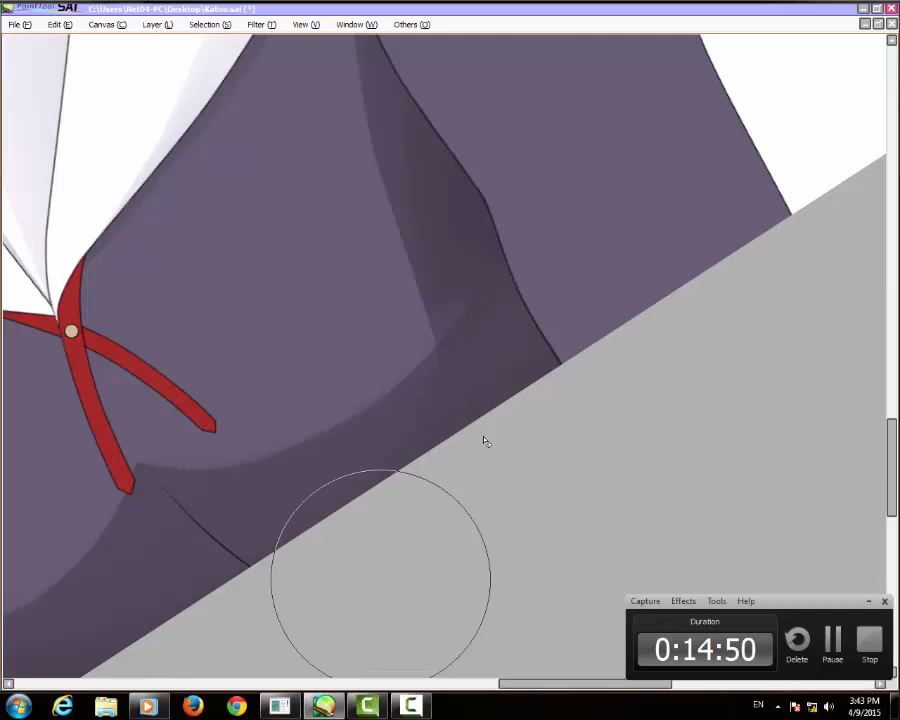 PaintTool SAI C:\Users\Net04-PC\Desktop\Katou.sai (*)
File (F) Edit (E) Canvas (C) Layer (L) Selection (S) Filter (T) View (V) Window (W) Others (O)
Capture Effects Tools Help
Duration
0:14:50
Delete Pause Stop
EN
3:43 PM
4/9/2015